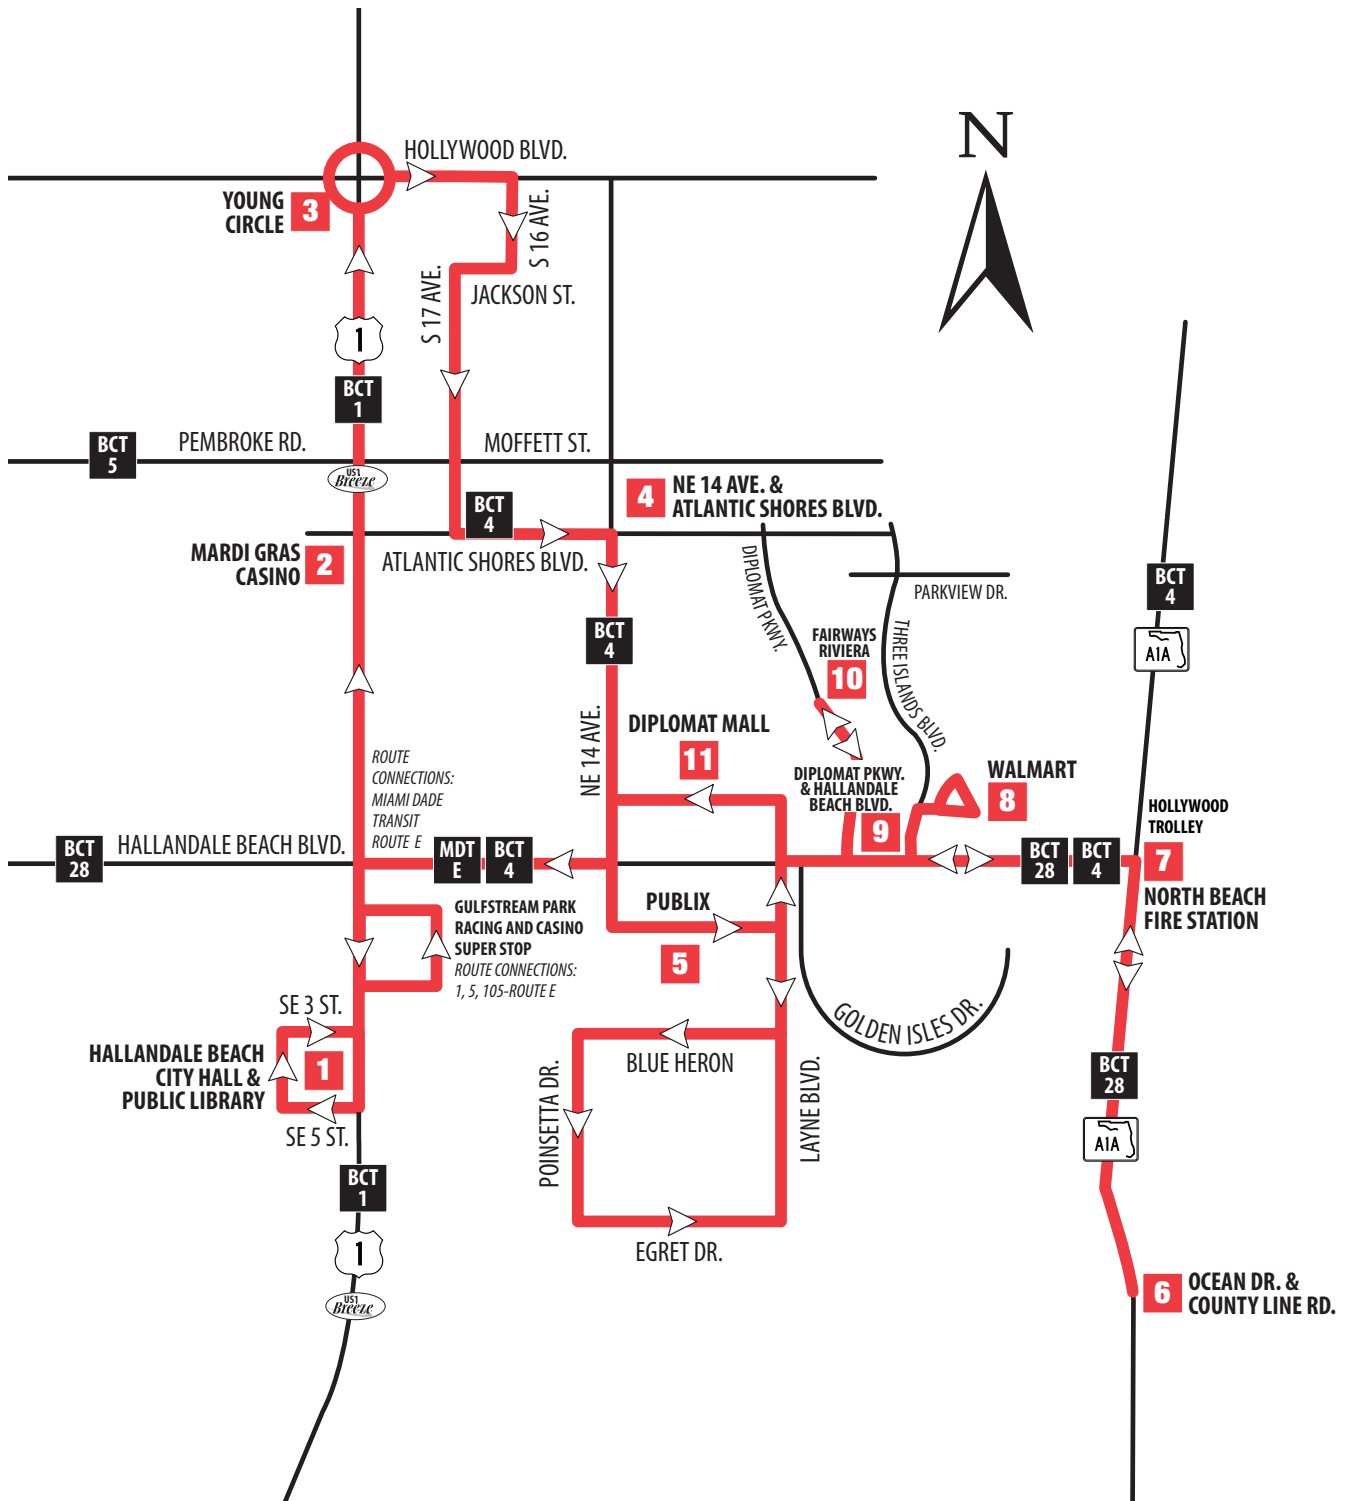 N
HOLLYWOOD BLVD.
YOUNG
CIRCLE
3
S 16 AVE.
S 17 AVE.
JACKSON ST.
1
BCT
1
PEMBROKE RD.
MOFFETT ST.
BCT
5
US1
Breeze
4
NE 14 AVE. &
ATLANTIC SHORES BLVD.
BCT
4
MARDI GRAS
CASINO
2
ATLANTIC SHORES BLVD.
DIPLOMAT PKWY.
PARKVIEW DR.
BCT
4
A1A
BCT
4
FAIRWAYS
RIVIERA
10
THREE ISLANDS BLVD.
NE 14 AVE.
DIPLOMAT MALL
11
ROUTE
CONNECTIONS:
MIAMI DADE
TRANSIT
ROUTE E
DIPLOMAT PKWY.
& HALLANDALE
BEACH BLVD.
9
WALMART
8
HOLLYWOOD
TROLLEY
7
NORTH BEACH
FIRE STATION
BCT
28
HALLANDALE BEACH BLVD.
MDT
E
BCT
4
BCT
28
BCT
4
PUBLIX
5
GULFSTREAM PARK
RACING AND CASINO
SUPER STOP
ROUTE CONNECTIONS:
1, 5, 105-ROUTE E
SE 3 ST.
GOLDEN ISLES DR.
HALLANDALE BEACH
CITY HALL &
PUBLIC LIBRARY
1
SE 5 ST.
BLUE HERON
POINSETTA DR.
LAYNE BLVD.
BCT
28
A1A
BCT
1
1
US1
Breeze
EGRET DR.
6
OCEAN DR. &
COUNTY LINE RD.